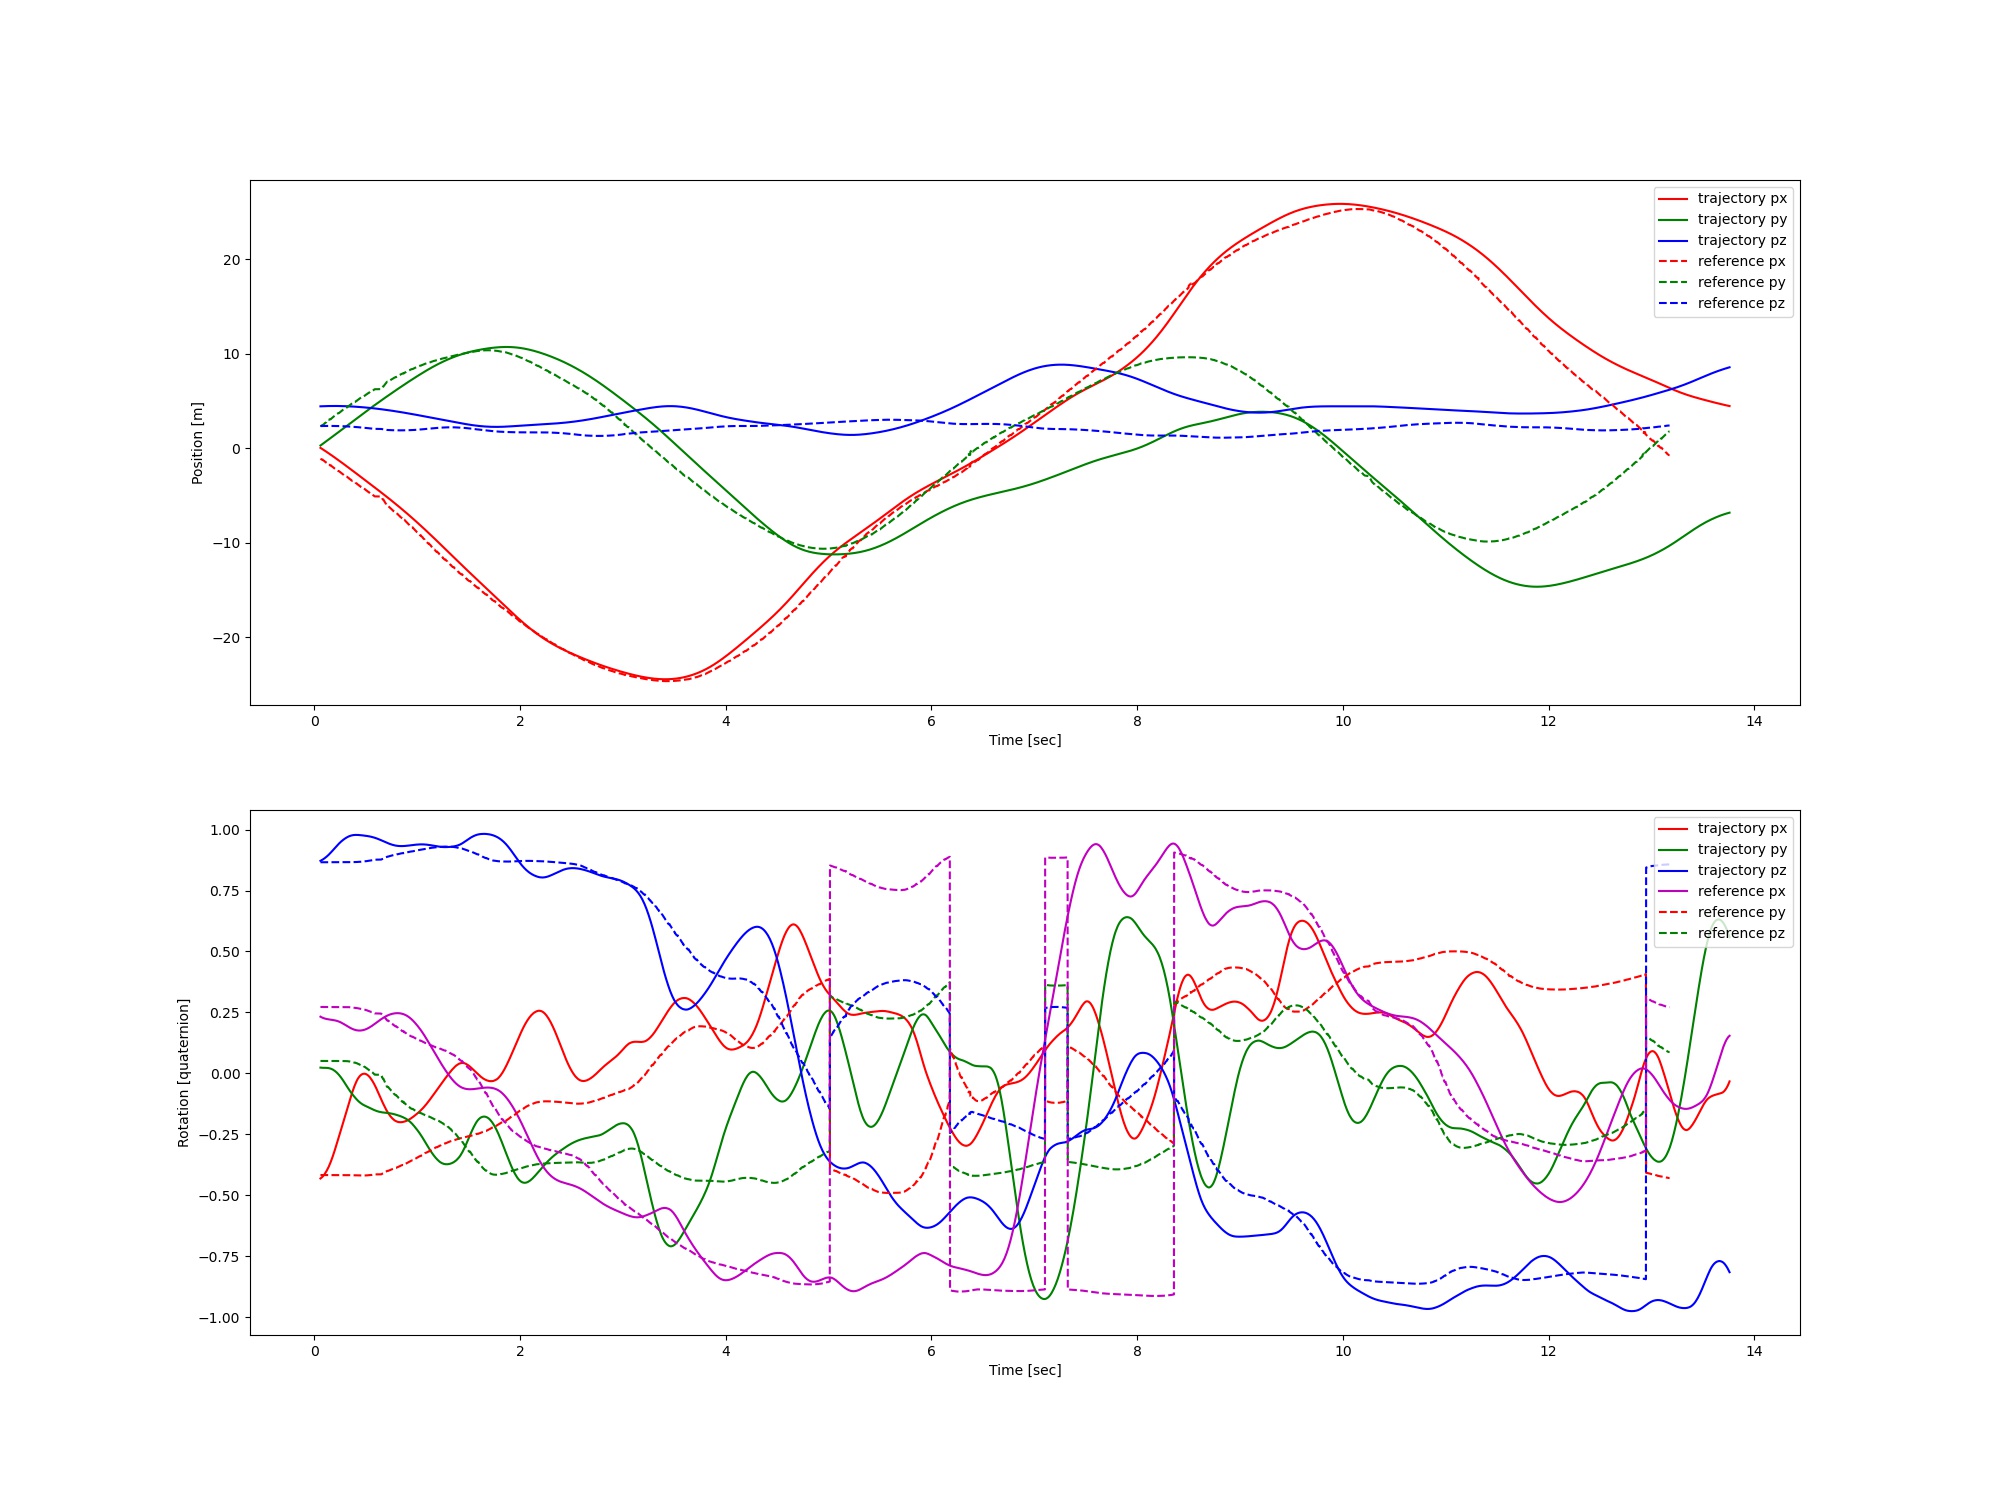 20
10
0
−10
−20
Position [m]
trajectory px
trajectory py
trajectory pz
reference px
reference py
reference pz
0 2 4 6 8 10 12 14
Time [sec]
1.00
0.75
0.50
0.25
0.00
−0.25
−0.50
−0.75
−1.00
Rotation [quaternion]
trajectory px
trajectory py
trajectory pz
reference px
reference py
reference pz
0 2 4 6 8 10 12 14
Time [sec]